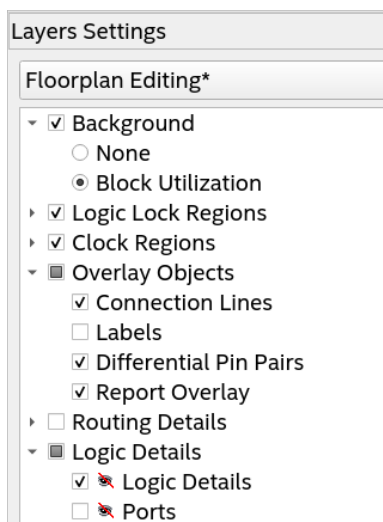 Layers Settings
Floorplan Editing*
Background
None
Block Utilization
Logic Lock Regions
Clock Regions
Overlay Objects
Connection Lines
Labels
Differential Pin Pairs
Report Overlay
Routing Details
Logic Details
Logic Details
Ports